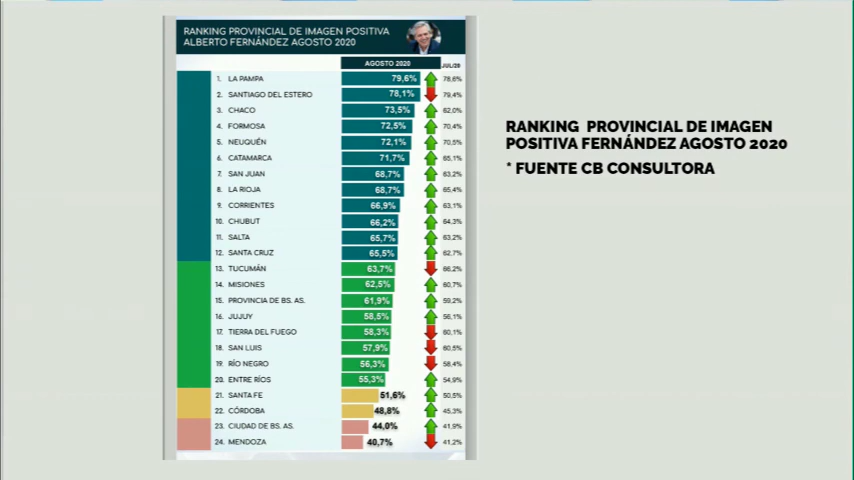 RANKING PROVINCIAL DE IMAGEN POSITIVA
ALBERTO FERNÁNDEZ AGOSTO 2020
AGOSTO 2020 JUL/20
1. LA PAMPA 79,6% 78,6%
2. SANTIAGO DEL ESTERO 78,1% 79,4%
3. CHACO 73,5% 62,0%
4. FORMOSA 72,5% 70,4%
5. NEUQUÉN 72,1% 70,5%
6. CATAMARCA 71,7% 65,1%
7. SAN JUAN 68,7% 63,2%
8. LA RIOJA 68,7% 65,4%
9. CORRIENTES 66,9% 63,1%
10. CHUBUT 66,2% 64,3%
11. SALTA 65,7% 63,2%
12. SANTA CRUZ 65,5% 62,7%
13. TUCUMÁN 63,7% 66,2%
14. MISIONES 62,5% 60,7%
15. PROVINCIA DE BS. AS. 61,9% 59,2%
16. JUJUY 58,5% 56,1%
17. TIERRA DEL FUEGO 58,3% 60,1%
18. SAN LUIS 57,9% 60,5%
19. RÍO NEGRO 56,3% 58,4%
20. ENTRE RÍOS 55,3% 54,9%
21. SANTA FE 51,6% 50,5%
22. CÓRDOBA 48,8% 45,3%
23. CIUDAD DE BS. AS. 44,0% 41,9%
24. MENDOZA 40,7% 41,2%
RANKING PROVINCIAL DE IMAGEN
POSITIVA FERNÁNDEZ AGOSTO 2020
* FUENTE CB CONSULTORA